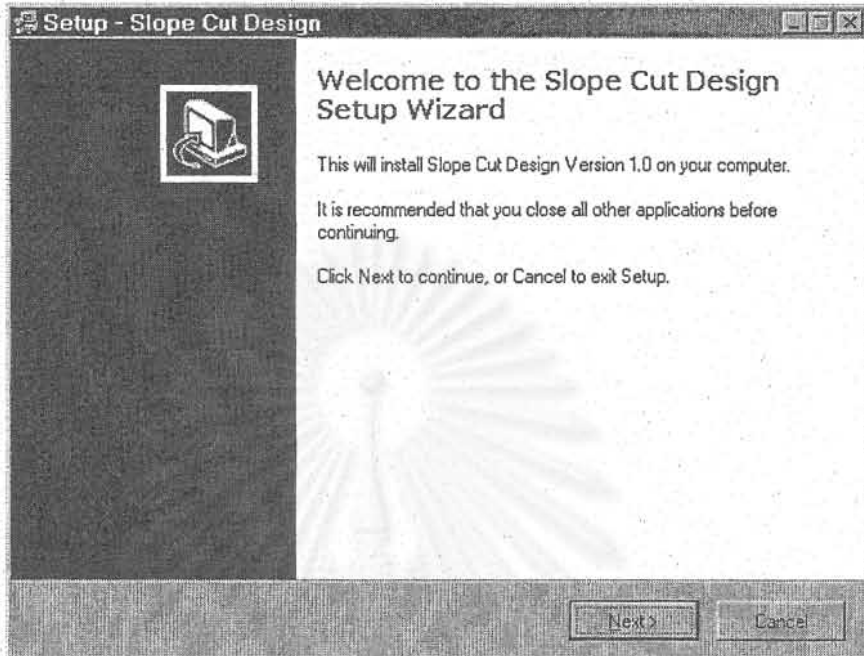 Setup - Slope Cut Design
Welcome to the Slope Cut Design
Setup Wizard
This will install Slope Cut Design Version 1.0 on your computer.
It is recommended that you close all other applications before
continuing.
Click Next to continue, or Cancel to exit Setup.
Next >
Cancel